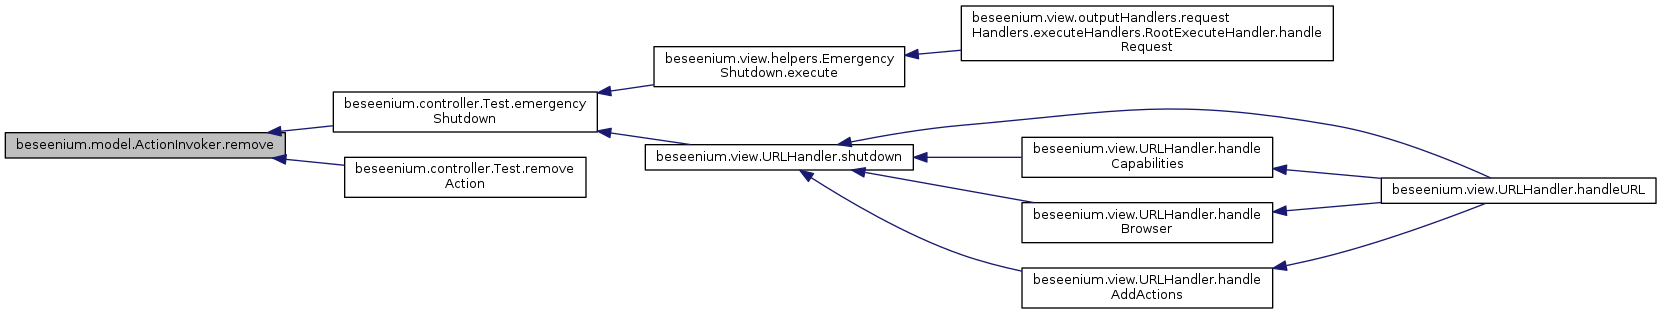 beseenium.model.ActionInvoker.remove
beseenium.controller.Test.emergency
Shutdown
beseenium.controller.Test.remove
Action
beseenium.view.helpers.Emergency
Shutdown.execute
beseenium.view.outputHandlers.request
Handlers.executeHandlers.RootExecuteHandler.handle
Request
beseenium.view.URLHandler.shutdown
beseenium.view.URLHandler.handle
Capabilities
beseenium.view.URLHandler.handle
Browser
beseenium.view.URLHandler.handle
AddActions
beseenium.view.URLHandler.handleURL